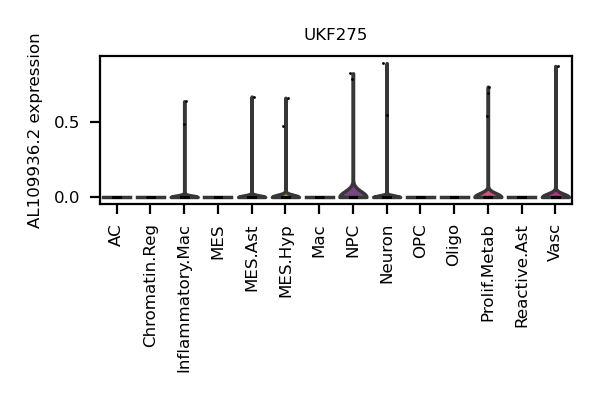 UKF275
AL109936.2 expression
0.5
0.0
AC
Chromatin.Reg
Inflammatory.Mac
MES
MES.Ast
MES.Hyp
Mac
NPC
Neuron
OPC
Oligo
Prolif.Metab
Reactive.Ast
Vasc